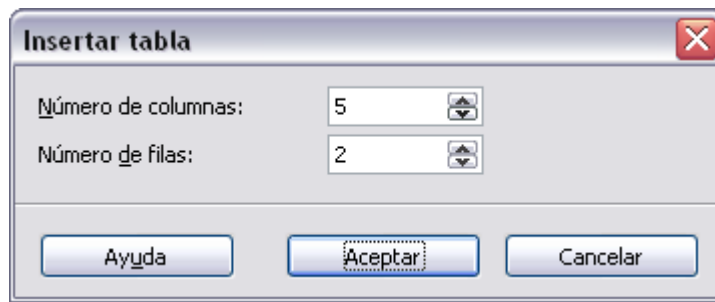 Insertar tabla
Número de columnas: 5
Número de filas: 2
Ayuda Aceptar Cancelar